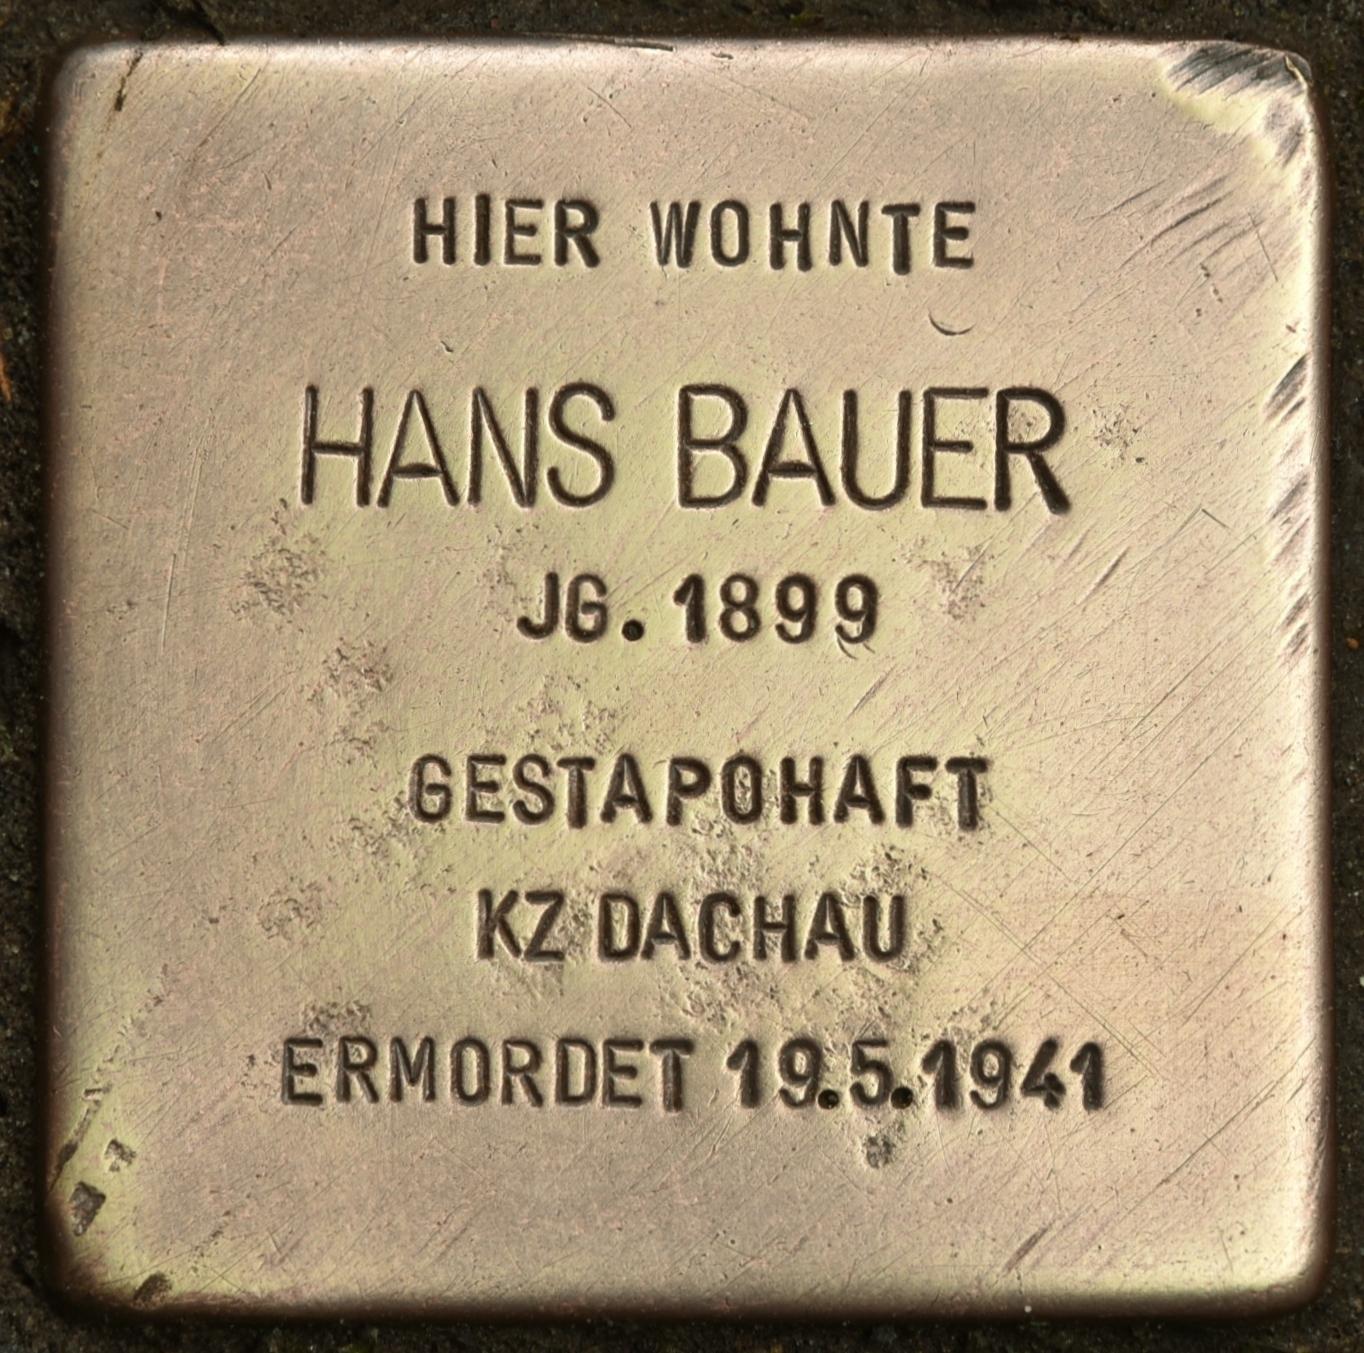 HIER WOHNTE
HANS BAUER
JG. 1899
GESTAPOHAFT
KZ DACHAU
ERMORDET 19.5.1941